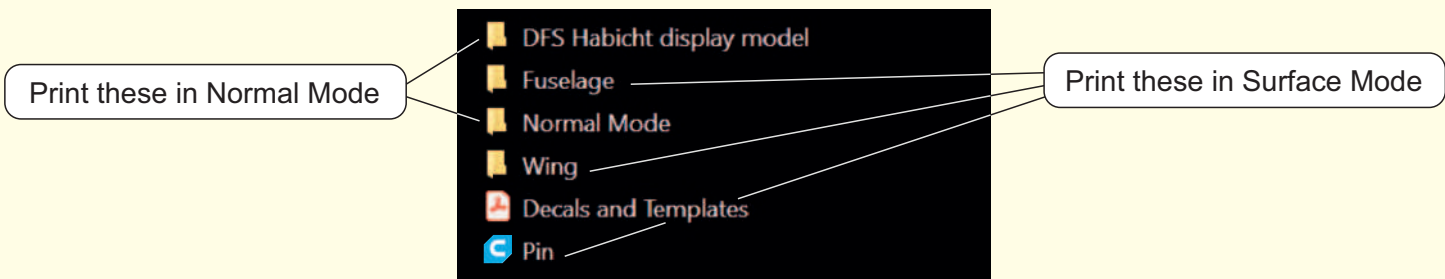 Print these in Normal Mode
DFS Habicht display model
Fuselage
Normal Mode
Wing
Decals and Templates
Pin
Print these in Surface Mode